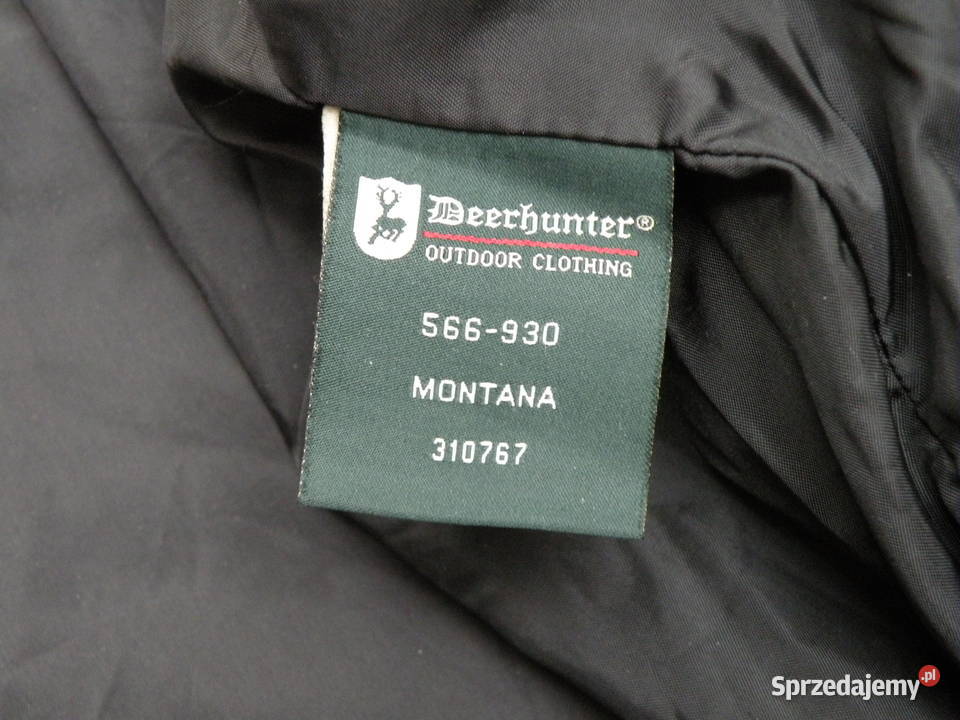 Deerhunter®
OUTDOOR CLOTHING
566-930
MONTANA
310767
Sprzedajemy.pl